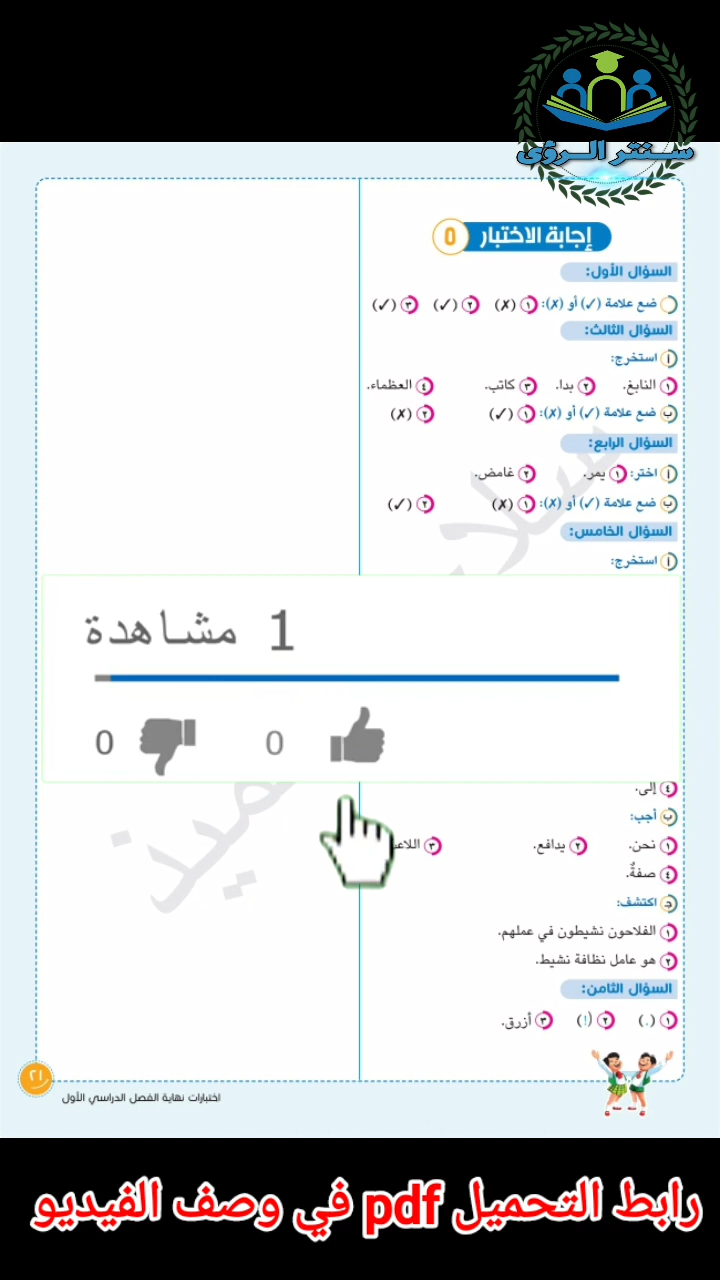 سنتر الرؤى
إجابة الاختبار ٥
السؤال الأول:
ضع علامة (✓) أو (✗): ١ (✗) ٢ (✓) ٣ (✓)
السؤال الثالث:
أ استخرج:
١ النابغ. ٢ بدا. ٣ كاتب. ٤ العظماء.
ب ضع علامة (✓) أو (✗): ١ (✓) ٢ (✗)
السؤال الرابع:
أ اختر: ١ يمر. ٢ غامض.
ب ضع علامة (✓) أو (✗): ١ (✗) ٢ (✓)
السؤال الخامس:
أ استخرج:
1 مشاهدة
0 0
٤ إلى.
ب أجب:
١ نحن. ٢ يدافع. ٣
٤ صفةٌ.
ج اكتشف:
١ الفلاحون نشيطون في عملهم.
٢ هو عامل نظافة نشيط.
السؤال الثامن:
١ (.) ٢ (!) ٣ أزرق.
٢١
اختبارات نهاية الفصل الدراسي الأول
رابط التحميل pdf في وصف الفيديو